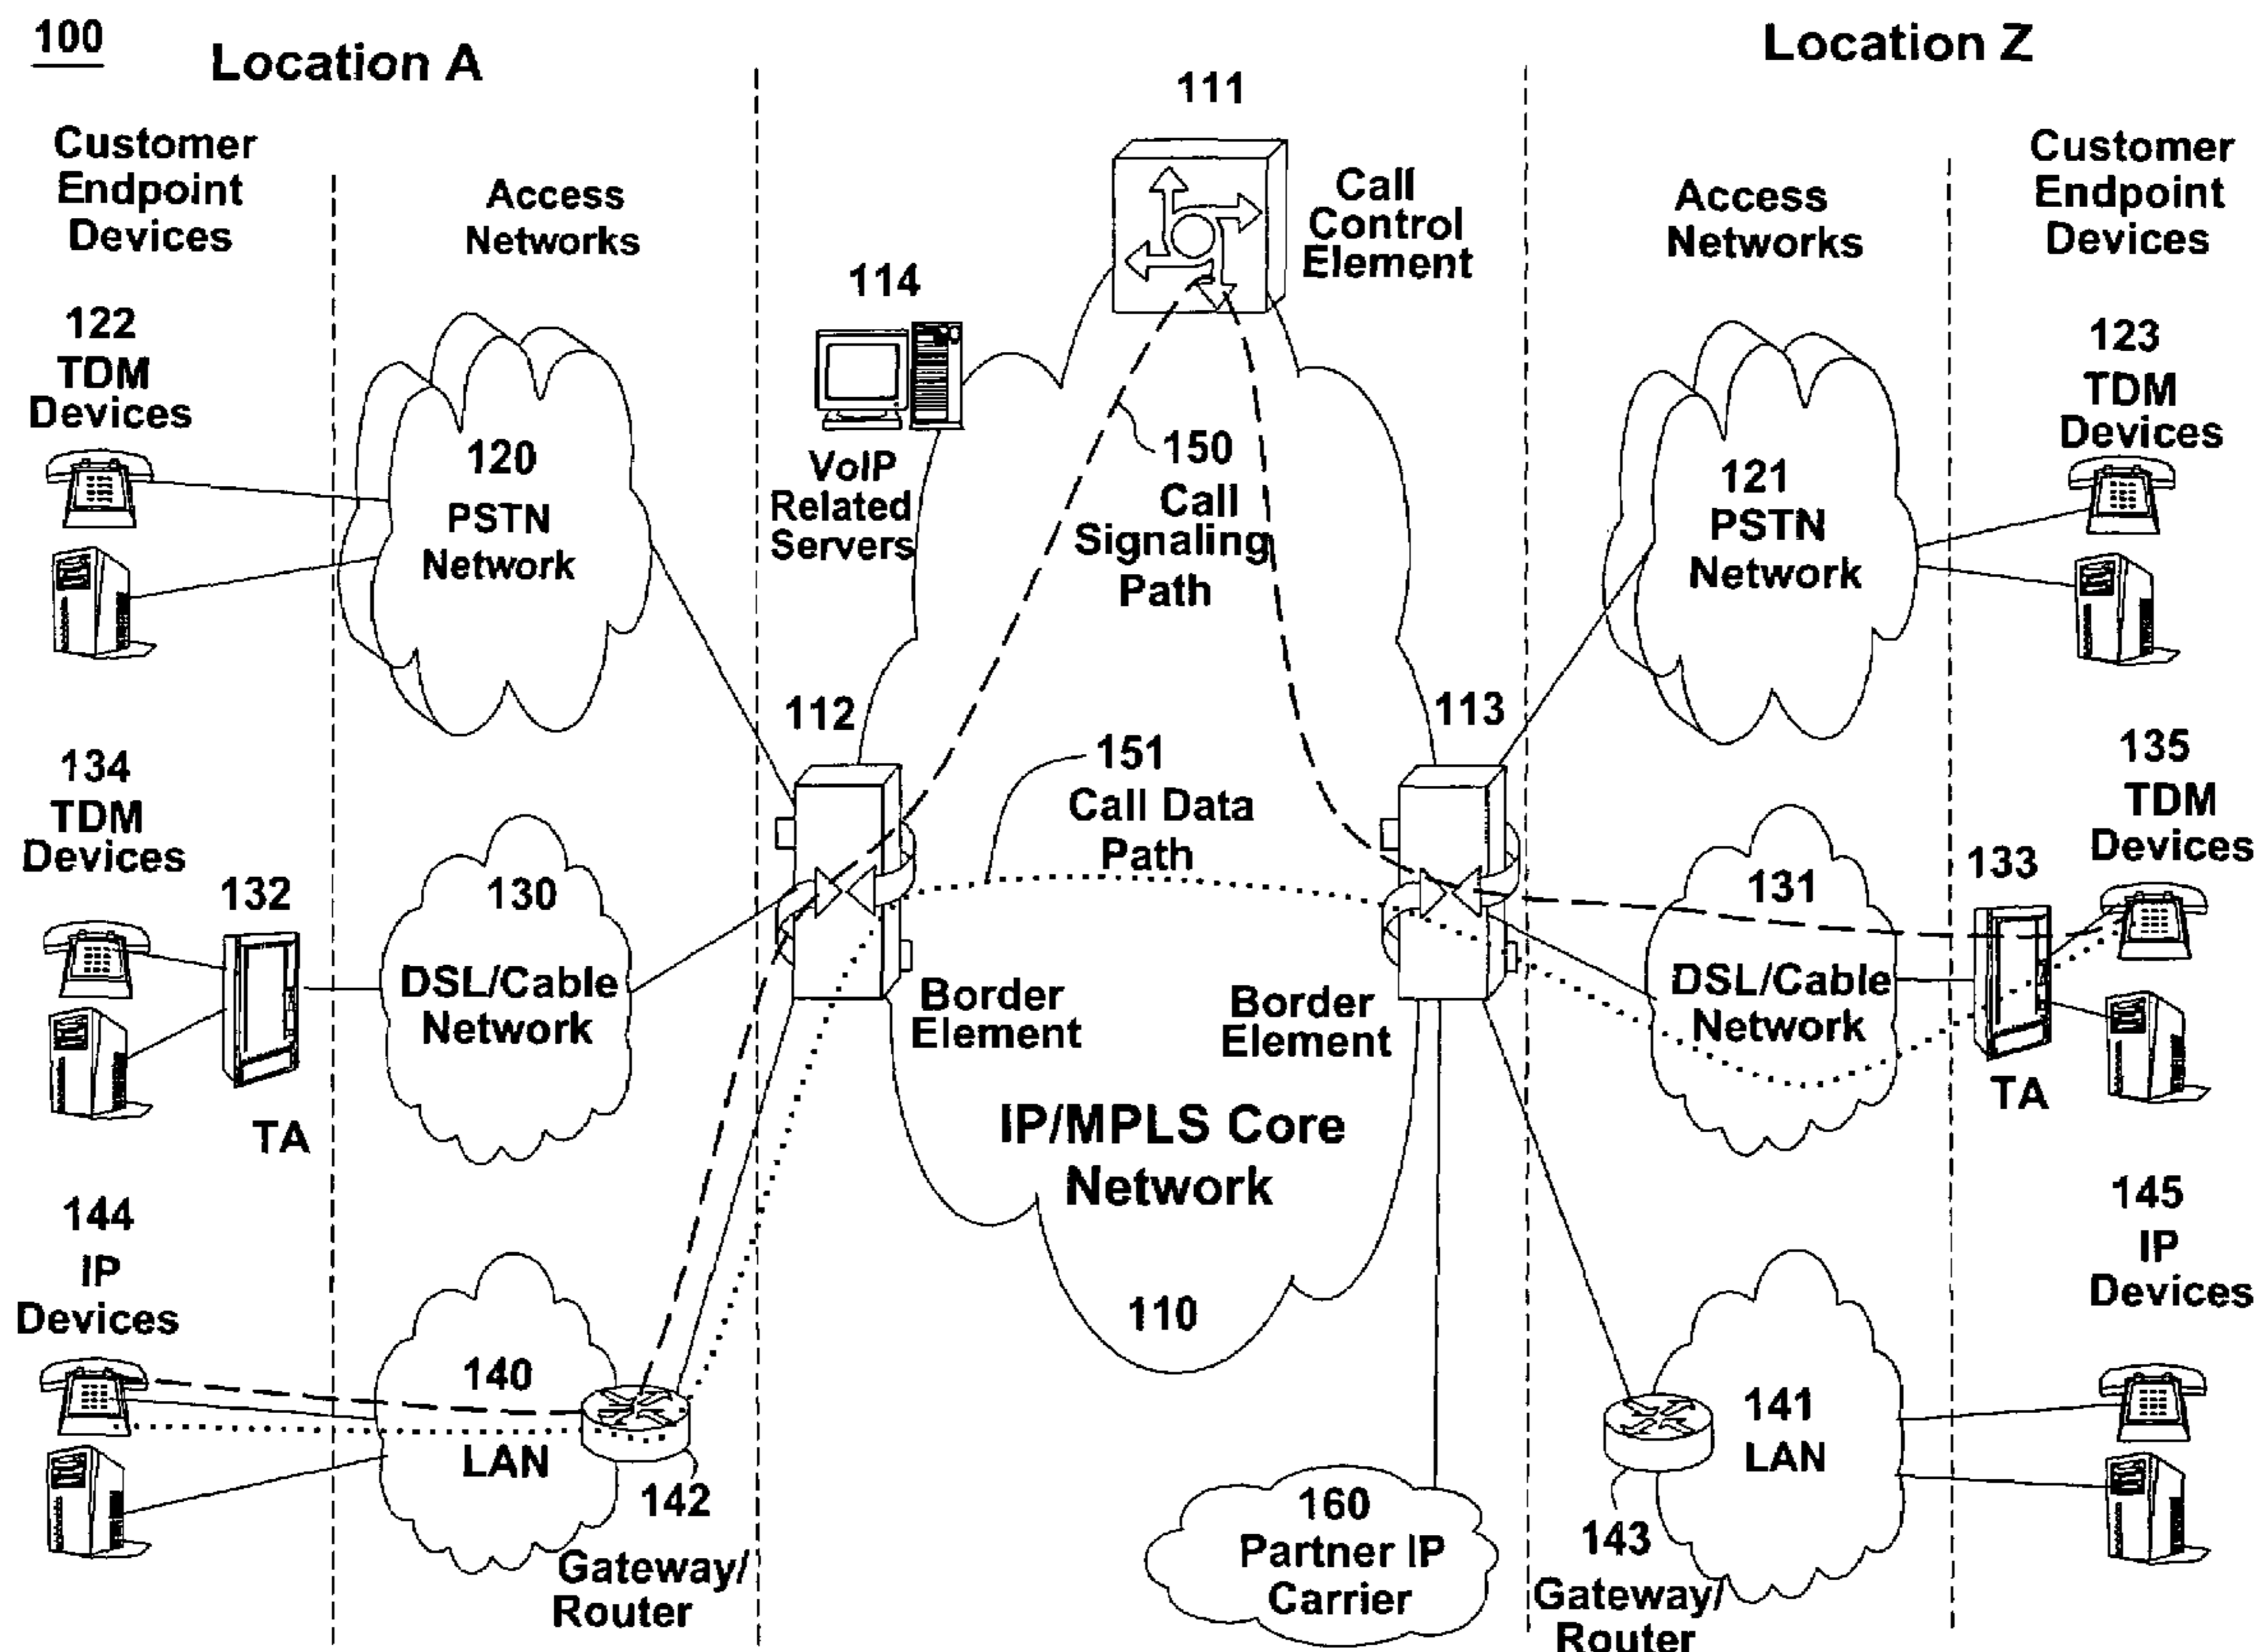 100
Location A
Location Z
111
Customer
Endpoint
Devices
Access
Networks
Call
Control
Element
Access
Networks
Customer
Endpoint
Devices
114
122
TDM
Devices
123
TDM
Devices
120
PSTN
Network
VoIP
Related
Servers
150
Call
Signaling
Path
121
PSTN
Network
112
113
134
TDM
Devices
151
Call Data
Path
135
TDM
Devices
132
130
DSL/Cable
Network
131
DSL/Cable
Network
133
TA
Border
Element
Border
Element
TA
IP/MPLS Core
Network
110
144
IP
Devices
145
IP
Devices
140
LAN
142
Gateway/
Router
160
Partner IP
Carrier
141
LAN
143
Gateway/
Router